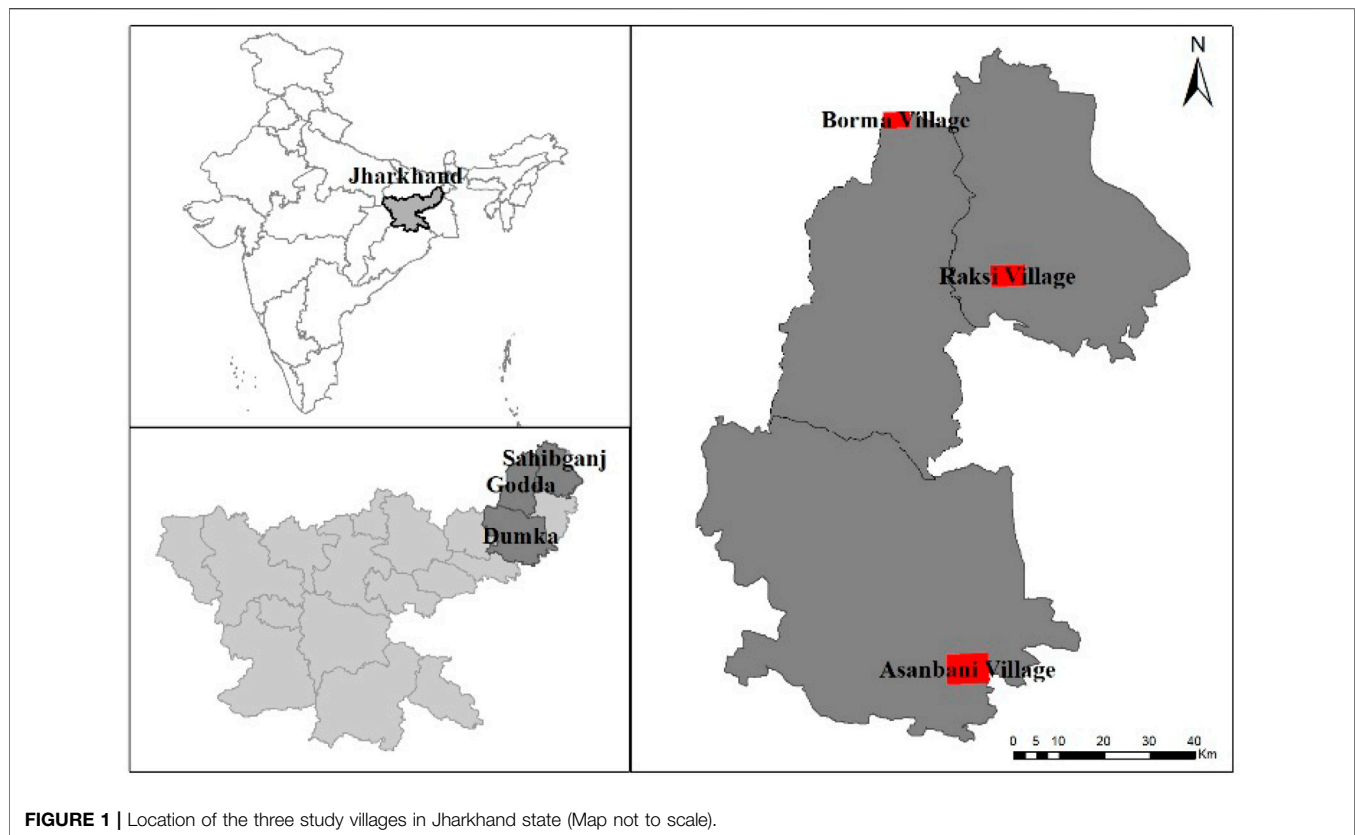 Jharkhand
Sahibganj
Godda
Dumka
N
Borma Village
Raksi Village
Asanbani Village
0 5 10 20 30 40
Km
FIGURE 1 | Location of the three study villages in Jharkhand state (Map not to scale).